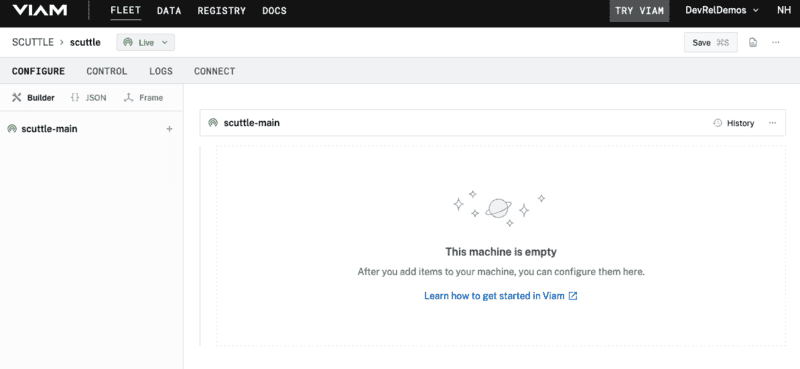 VIAM FLEET DATA REGISTRY DOCS TRY VIAM DevRelDemos NH
SCUTTLE > scuttle Live Save ⌘S
CONFIGURE CONTROL LOGS CONNECT
Builder {} JSON Frame
scuttle-main +
scuttle-main History ...
This machine is empty
After you add items to your machine, you can configure them here.
Learn how to get started in Viam